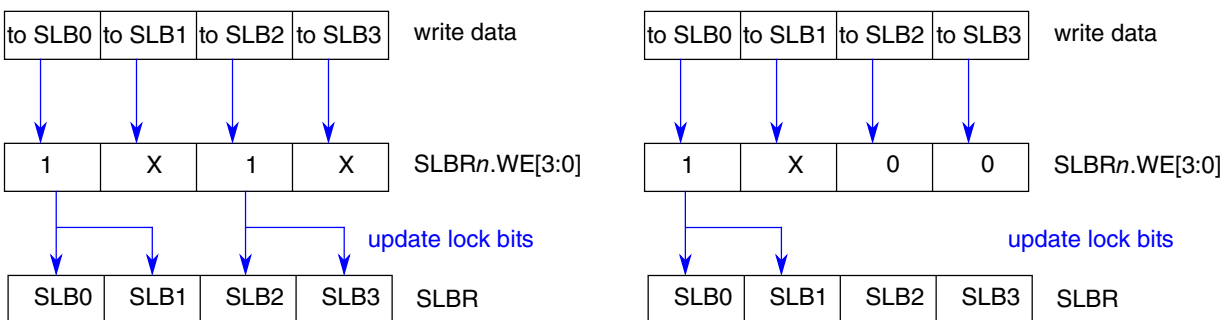 to SLB0 to SLB1 to SLB2 to SLB3 write data
1 X 1 X SLBRn.WE[3:0]
update lock bits
SLB0 SLB1 SLB2 SLB3 SLBR
to SLB0 to SLB1 to SLB2 to SLB3 write data
1 X 0 0 SLBRn.WE[3:0]
update lock bits
SLB0 SLB1 SLB2 SLB3 SLBR